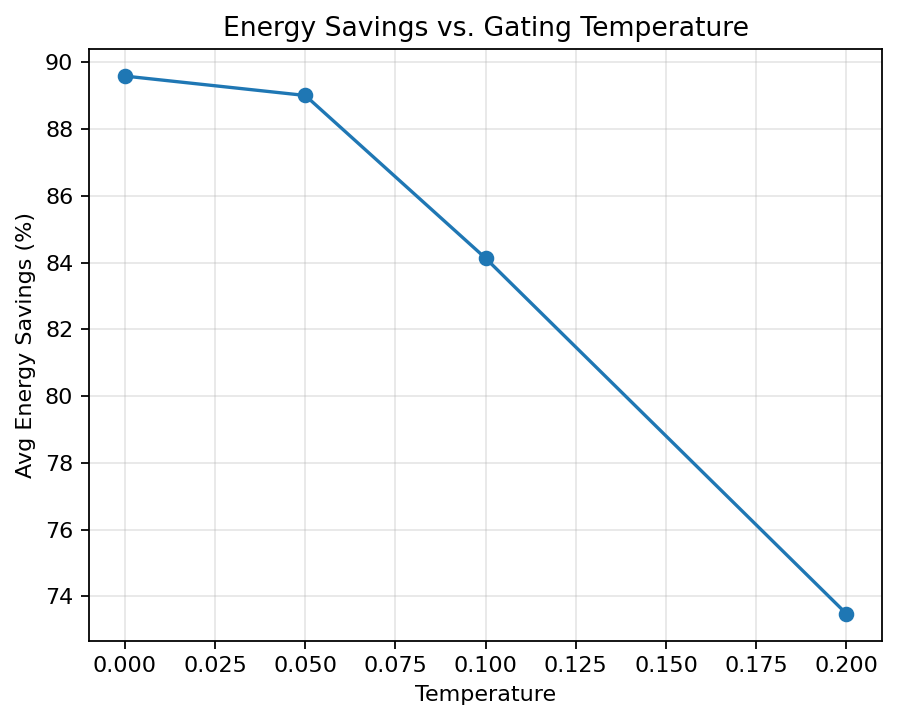 Energy Savings vs. Gating Temperature
Avg Energy Savings (%)
90
88
86
84
82
80
78
76
74
0.000 0.025 0.050 0.075 0.100 0.125 0.150 0.175 0.200
Temperature